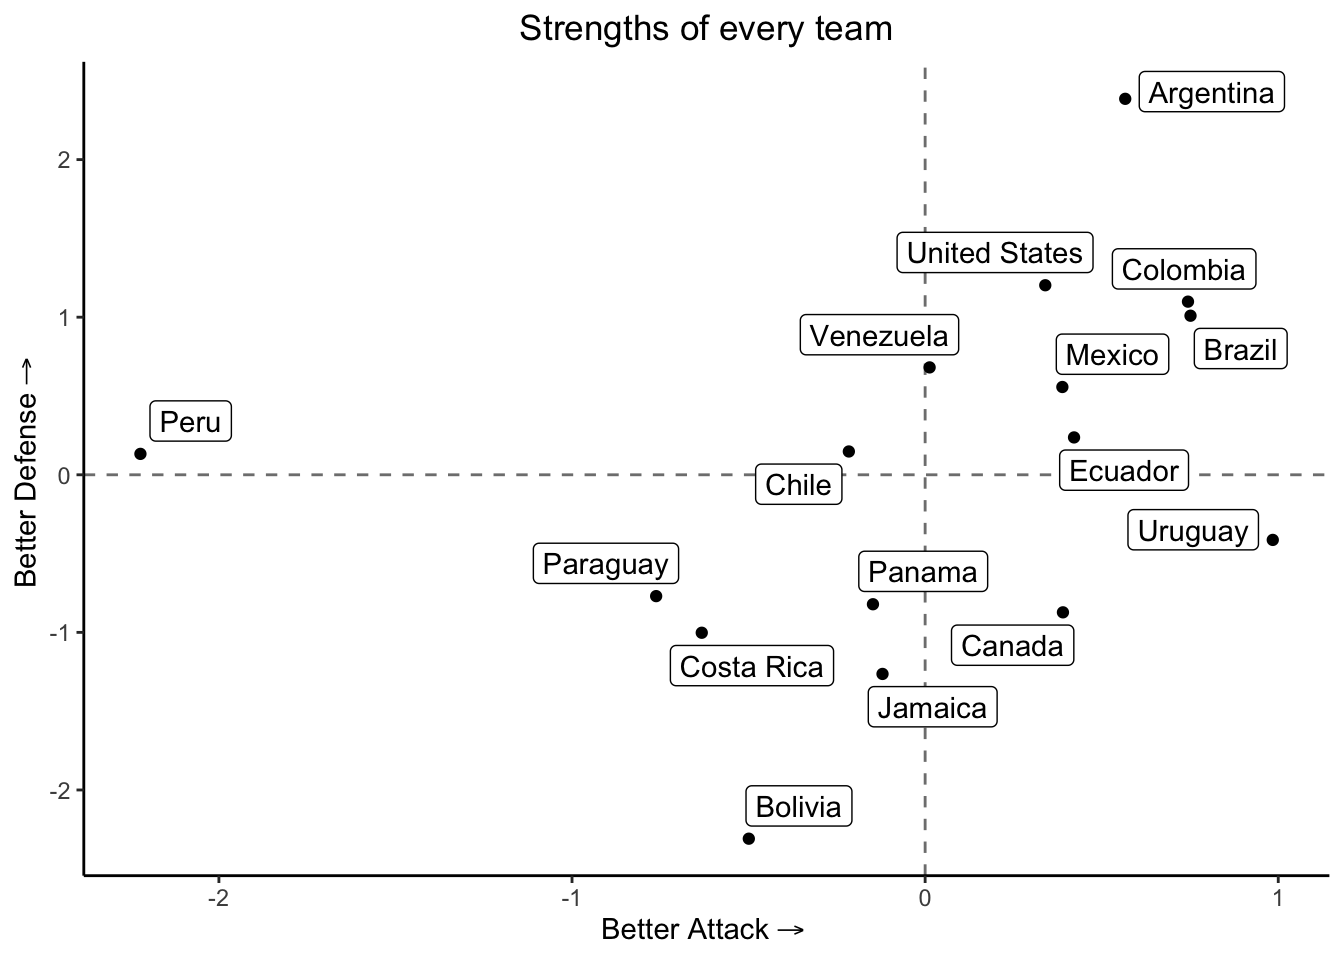 Strengths of every team
Argentina
2
United States
Colombia
1
Venezuela
Brazil
Mexico
Peru
Better Defense →
0
Ecuador
Chile
Uruguay
Paraguay
Panama
-1
Canada
Costa Rica
Jamaica
-2
Bolivia
-2
-1
0
1
Better Attack →